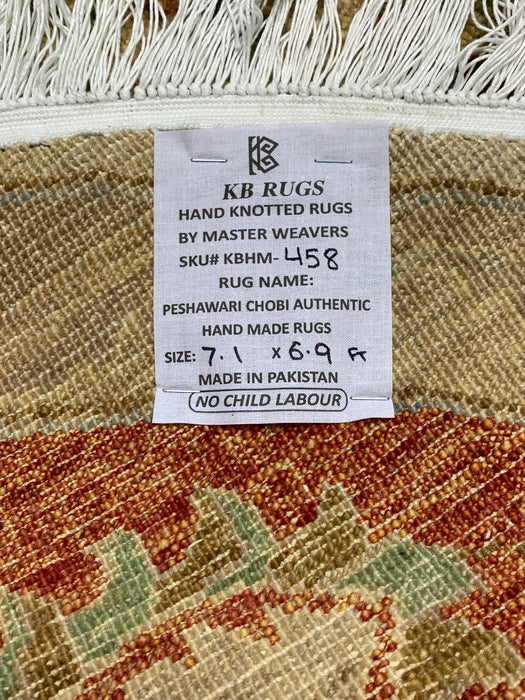 KB
KB RUGS
HAND KNOTTED RUGS
BY MASTER WEAVERS
SKU# KBHM-458
RUG NAME:
PESHAWARI CHOBI AUTHENTIC
HAND MADE RUGS
SIZE: 7.1 x 6.9 Ft
MADE IN PAKISTAN
NO CHILD LABOUR